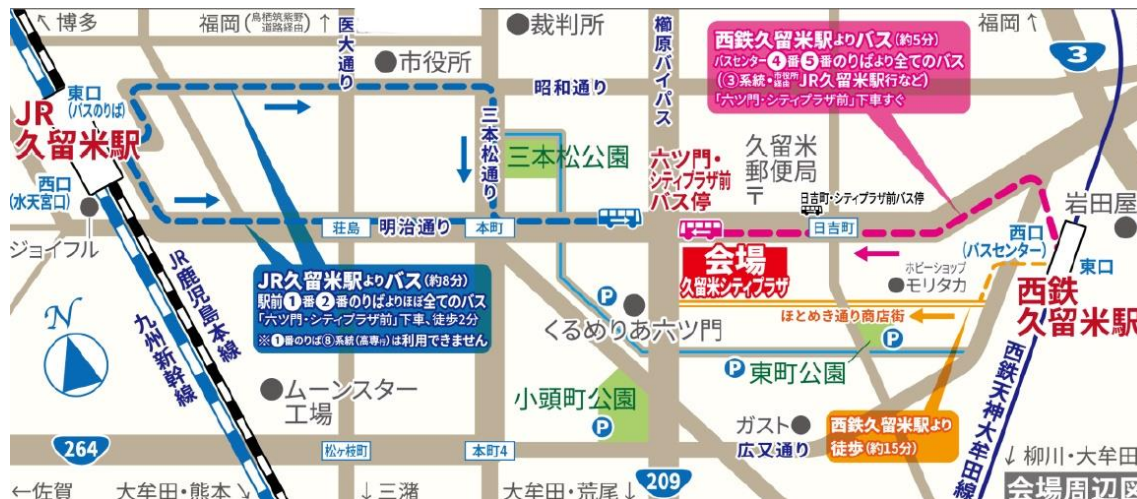 ↖博多
福岡(鳥栖筑紫野道路経由)↑
医大通り
●裁判所
櫛原バイパス
福岡↑
3
西鉄久留米駅よりバス(約5分)
バスセンター④番⑤番のりばより全てのバス
(③系統・市役所経由JR久留米駅行など)
「六ツ門・シティプラザ前」下車すぐ
●市役所
昭和通り
東口
(バスのりば)
JR
久留米駅
西口
(水天宮口)
ジョイフル
三本松通り
三本松公園
六ツ門・
シティプラザ前
バス停
久留米
郵便局
〒
日吉町・シティプラザ前バス停
岩田屋
荘島
明治通り
本町
日吉町
西口
(バスセンター)
東口
会場
久留米シティプラザ
ホビーショップ
モリタカ
西鉄
久留米駅
JR久留米駅よりバス(約8分)
駅前①番②番のりばよりほぼ全てのバス
「六ツ門・シティプラザ前」下車、徒歩2分
※①番のりば⑧系統(高専行)は利用できません
JR鹿児島本線
九州新幹線
N
P
くるめりあ六ツ門
ほとめき通り商店街
P
P
東町公園
西鉄天神大牟田線
●ムーンスター
工場
小頭町公園
P
ガスト●
広又通り
西鉄久留米駅より
徒歩(約15分)
264
松ヶ枝町
本町4
209
↓柳川・大牟田
←佐賀
大牟田・熊本↘
↓三潴
大牟田・荒尾↓
会場周辺図